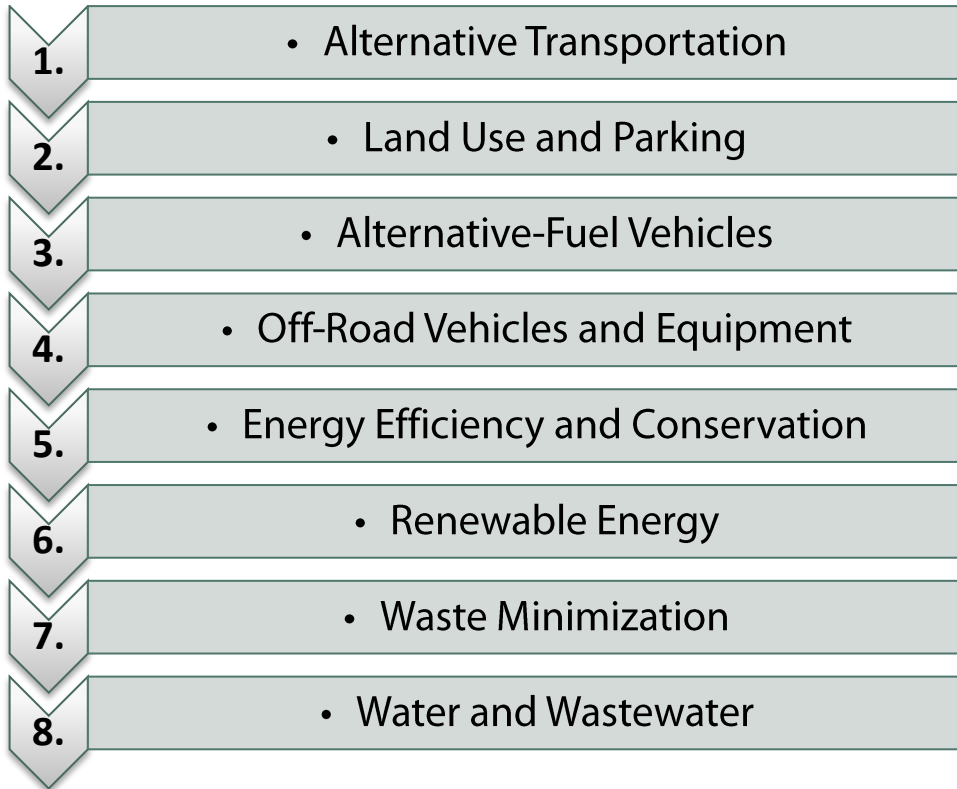 1. • Alternative Transportation
2. • Land Use and Parking
3. • Alternative-Fuel Vehicles
4. • Off-Road Vehicles and Equipment
5. • Energy Efficiency and Conservation
6. • Renewable Energy
7. • Waste Minimization
8. • Water and Wastewater